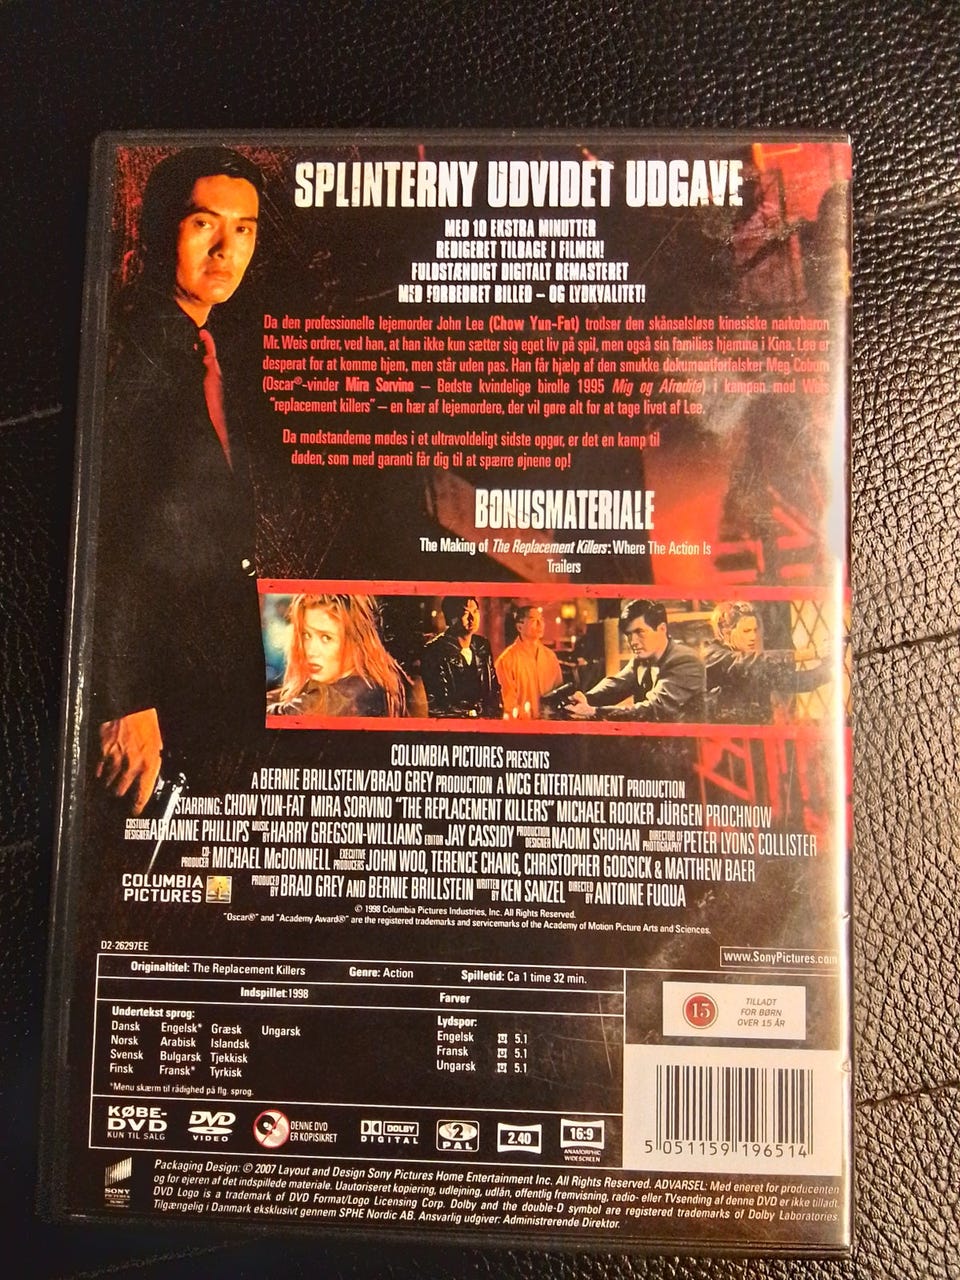 SPLINTERNY UDVIDET UDGAVE
MED 10 EKSTRA MINUTTER
REDIGERET TILBAGE I FILMEN!
FULDSTÆNDIGT DIGITALT REMASTERET
MED FORBEDRET BILLED – OG LYDKVALITET!
Da den professionelle lejemorder John Lee (Chow Yun-Fat) trodser den skånselsløse kinesiske narkobaron
Mr. Weis ordrer, ved han, at han ikke kun sætter sig eget liv på spil, men også sin families hjemme i Kina. Lee er
desperat for at komme hjem, men står uden pas. Han får hjælp af den smukke dokumentforfalsker Meg Coburn
(Oscar®-vinder Mira Sorvino – Bedste kvindelige birolle 1995 Mig og Afrodite) i kampen mod Weis
"replacement killers" – en hær af lejemordere, der vil gøre alt for at tage livet af Lee.
Da modstanderne mødes i et ultravoldeligt sidste opgør, er det en kamp til
døden, som med garanti får dig til at spærre øjnene op!
BONUSMATERIALE
The Making of The Replacement Killers: Where The Action Is
Trailers
COLUMBIA PICTURES PRESENTS
A BERNIE BRILLSTEIN/BRAD GREY PRODUCTION A WCG ENTERTAINMENT PRODUCTION
STARRING: CHOW YUN-FAT MIRA SORVINO "THE REPLACEMENT KILLERS" MICHAEL ROOKER JÜRGEN PROCHNOW
COSTUME DESIGNER ARIANNE PHILLIPS MUSIC BY HARRY GREGSON-WILLIAMS EDITOR JAY CASSIDY PRODUCTION DESIGNER NAOMI SHOHAN DIRECTOR OF PHOTOGRAPHY PETER LYONS COLLISTER
CO-PRODUCER MICHAEL McDONNELL EXECUTIVE PRODUCERS JOHN WOO, TERENCE CHANG, CHRISTOPHER GODSICK & MATTHEW BAER
COLUMBIA PICTURES
PRODUCED BY BRAD GREY AND BERNIE BRILLSTEIN WRITTEN BY KEN SANZEL DIRECTED BY ANTOINE FUQUA
© 1998 Columbia Pictures Industries, Inc. All Rights Reserved.
"Oscar®" and "Academy Award®" are the registered trademarks and servicemarks of the Academy of Motion Picture Arts and Sciences.
D2-26297EE
www.SonyPictures.com
Originaltitel: The Replacement Killers Genre: Action Spilletid: Ca 1 time 32 min.
Indspillet:1998 Farver
Undertekst sprog:
Dansk Engelsk* Græsk Ungarsk
Norsk Arabisk Islandsk
Svensk Bulgarsk Tjekkisk
Finsk Fransk* Tyrkisk
*Menu skærm til rådighed på flg. sprog.
Lydspor:
Engelsk 5.1
Fransk 5.1
Ungarsk 5.1
15
TILLADT
FOR BØRN
OVER 15 ÅR
KØBE-
DVD
KUN TIL SALG
DVD
VIDEO
DENNE DVD
ER KOPISIKRET
DOLBY
DIGITAL
2
PAL
2.40
16:9
ANAMORPHIC
WIDESCREEN
5 051159 196514
SONY
PICTURES
Packaging Design: © 2007 Layout and Design Sony Pictures Home Entertainment Inc. All Rights Reserved. ADVARSEL: Med eneret for producenten
og for ejeren af det indspillede materiale. Uautoriseret kopiering, udlejning, udlån, offentlig fremvisning, radio- eller TVsending af denne DVD er ikke tilladt.
DVD Logo is a trademark of DVD Format/Logo Licensing Corp. Dolby and the double-D symbol are registered trademarks of Dolby Laboratories.
Tilgængelig i Danmark eksklusivt gennem SPHE Nordic AB. Ansvarlig udgiver: Administrerende Direktør.